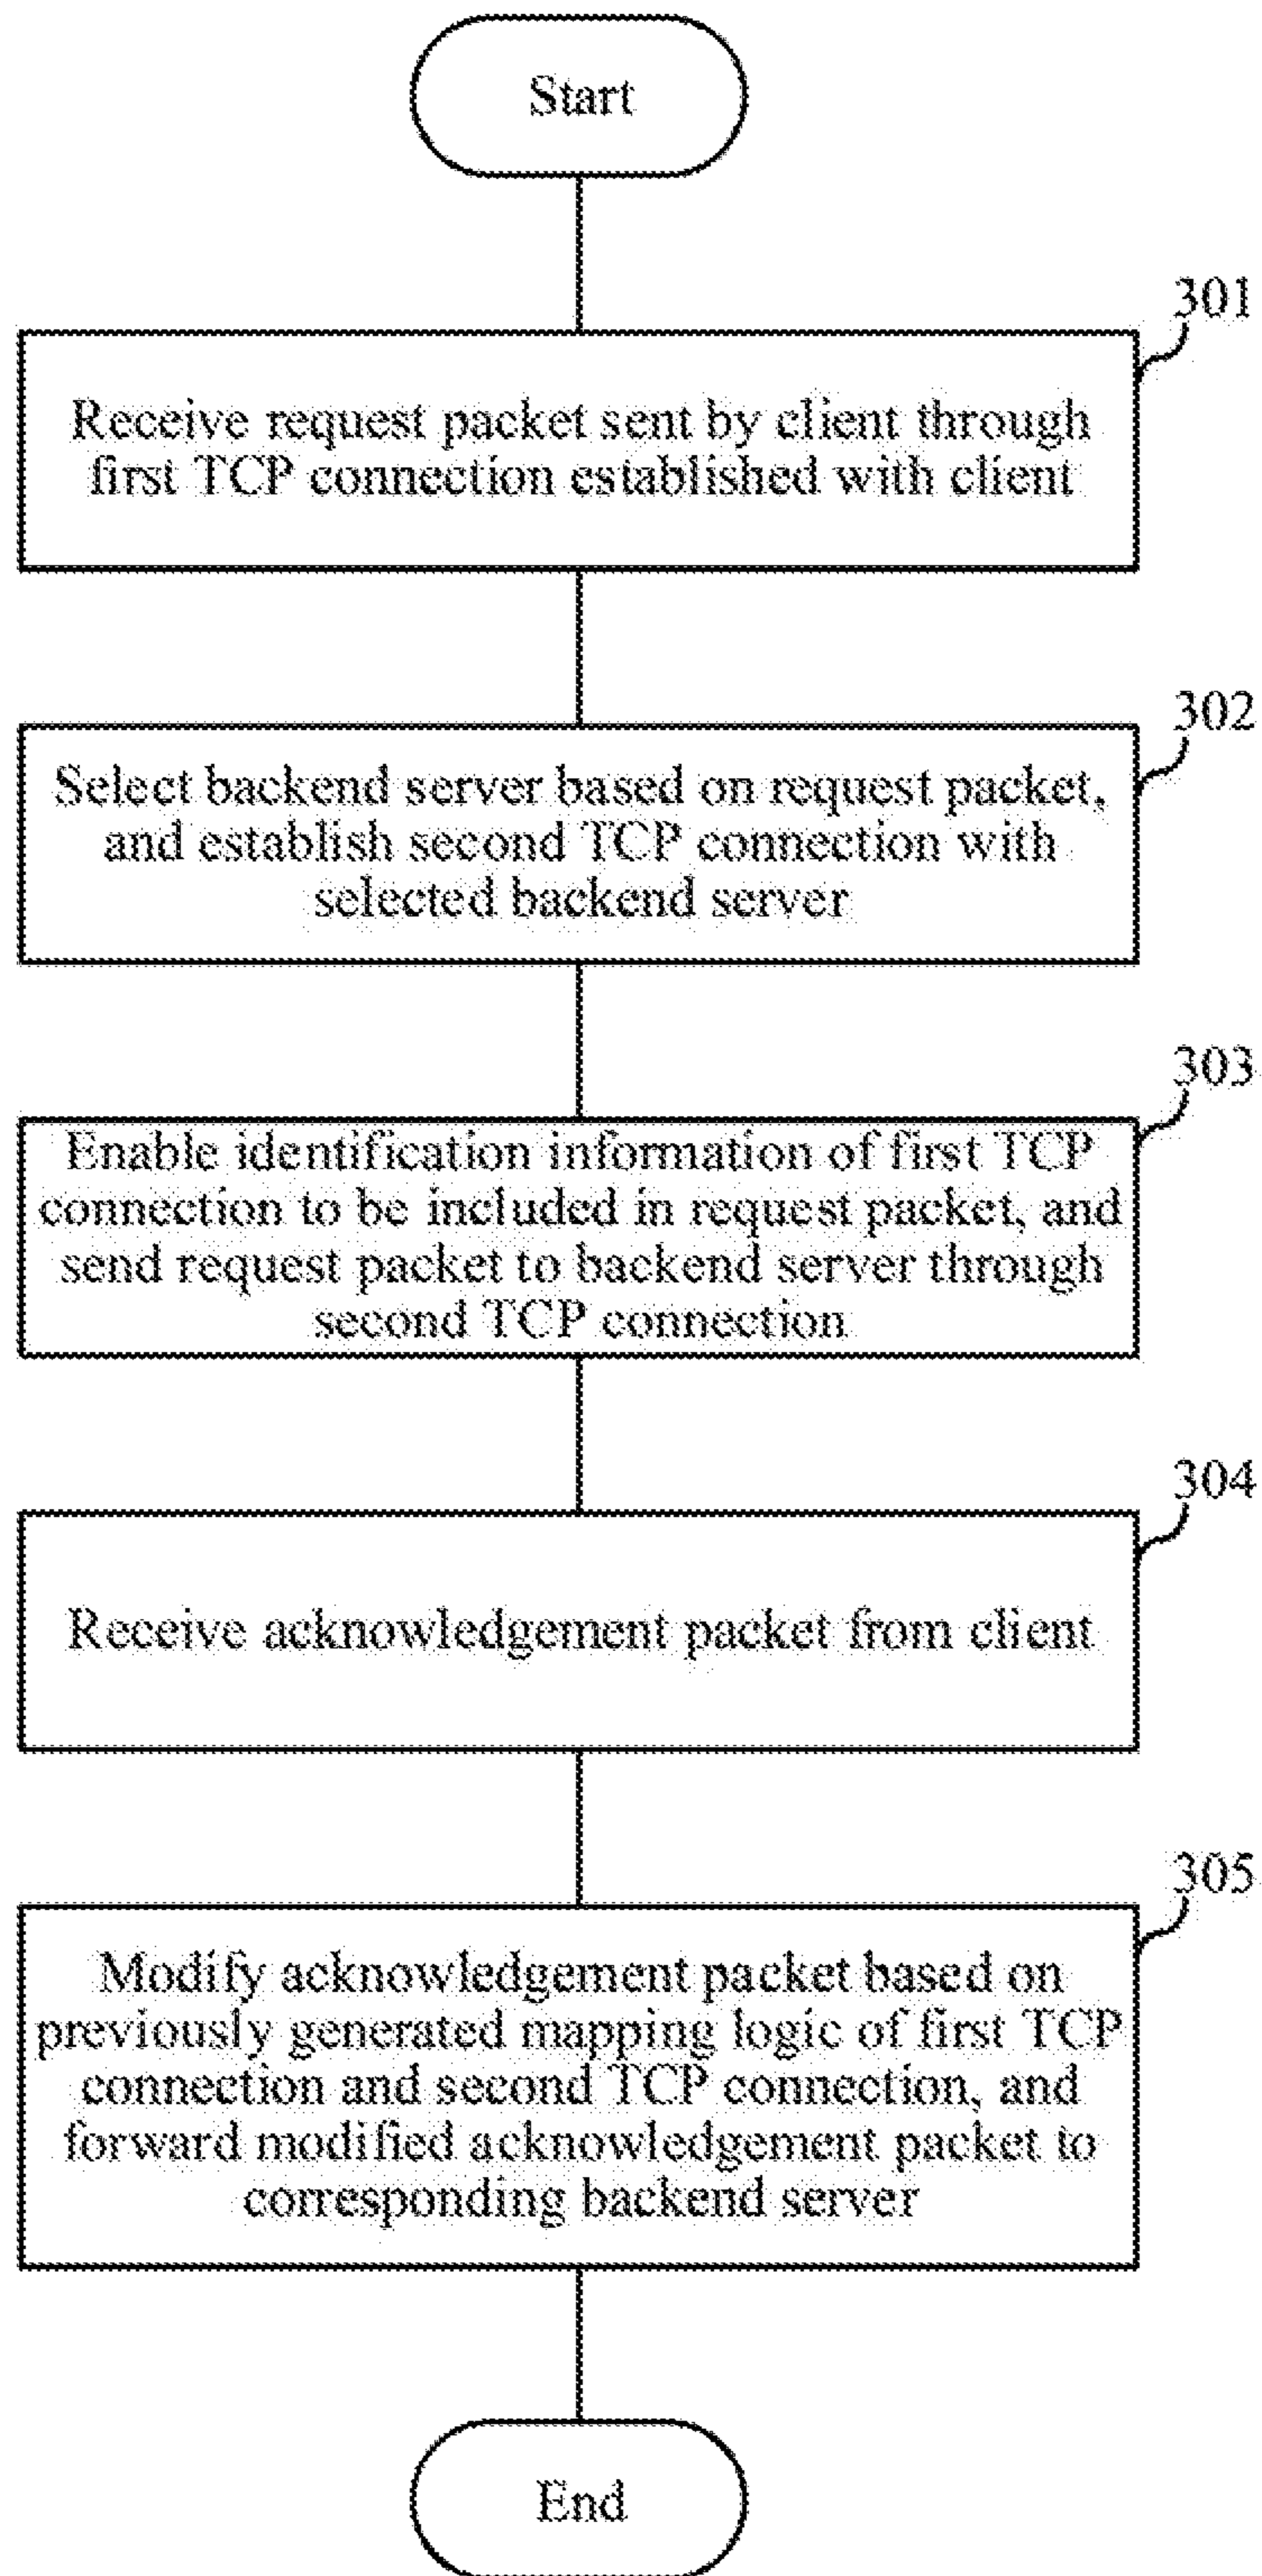 Start
301
Receive request packet sent by client through
first TCP connection established with client
302
Select backend server based on request packet,
and establish second TCP connection with
selected backend server
303
Enable identification information of first TCP
connection to be included in request packet, and
send request packet to backend server through
second TCP connection
304
Receive acknowledgement packet from client
305
Modify acknowledgement packet based on
previously generated mapping logic of first TCP
connection and second TCP connection, and
forward modified acknowledgement packet to
corresponding backend server
End